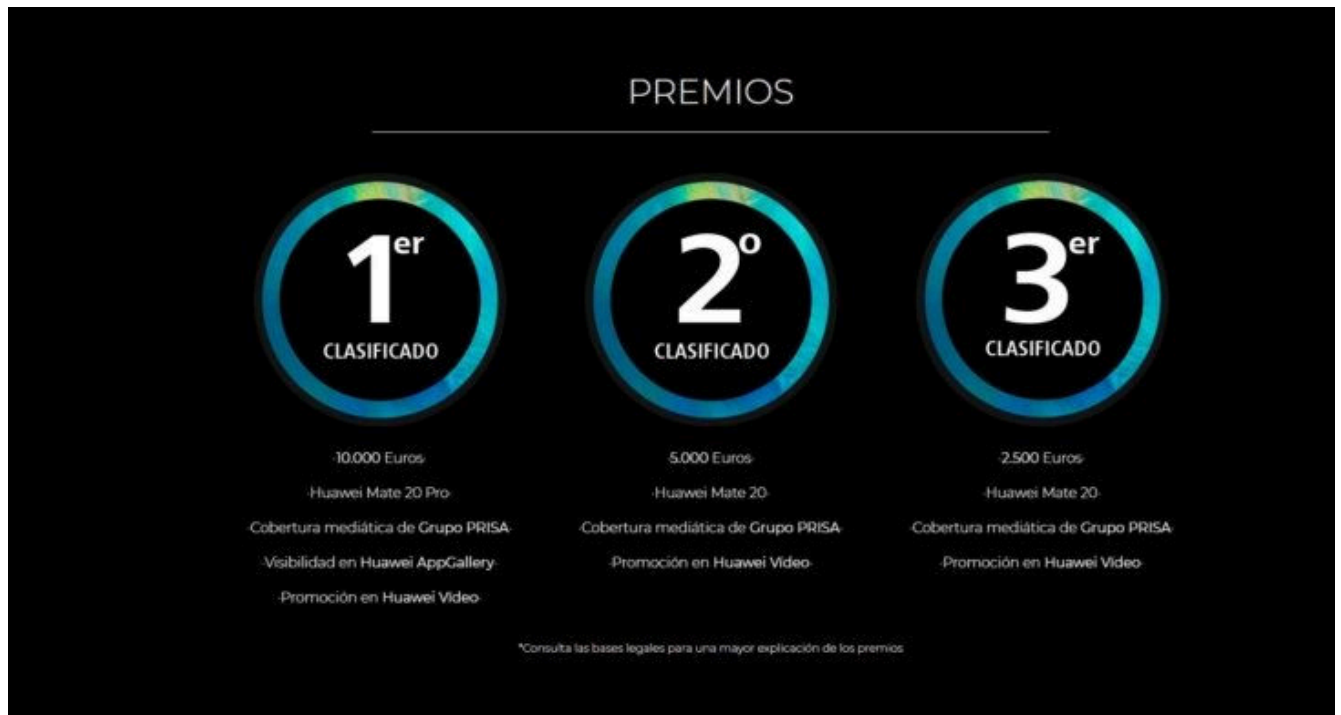 PREMIOS
1er
CLASIFICADO
·10.000 Euros·
·Huawei Mate 20 Pro·
·Cobertura mediática de Grupo PRISA·
·Visibilidad en Huawei AppGallery·
·Promoción en Huawei Video·
2º
CLASIFICADO
·5.000 Euros·
·Huawei Mate 20·
·Cobertura mediática de Grupo PRISA·
·Promoción en Huawei Video·
3er
CLASIFICADO
·2.500 Euros·
·Huawei Mate 20·
·Cobertura mediática de Grupo PRISA·
·Promoción en Huawei Video·
*Consulta las bases legales para una mayor explicación de los premios